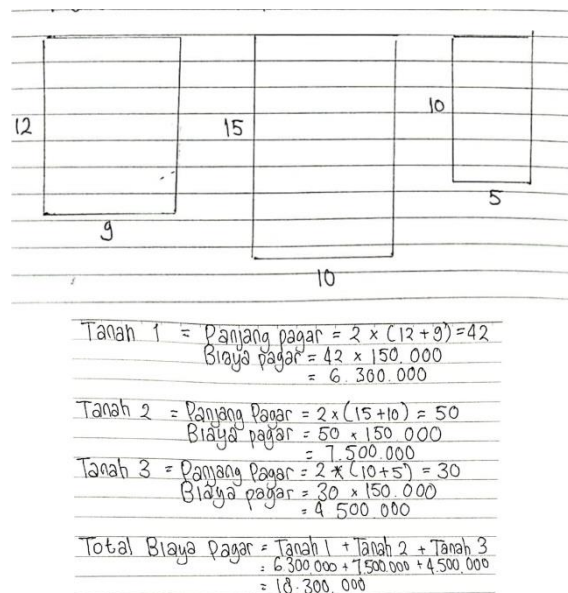 12
9
15
10
10
5
Tanah 1 = Panjang pagar = 2 × (12 + 9) = 42
Biaya pagar = 42 × 150.000
= 6.300.000
Tanah 2 = Panjang Pagar = 2×(15+10) = 50
Biaya pagar = 50 × 150.000
= 7.500.000
Tanah 3 = Panjang Pagar = 2 × (10+5) = 30
Biaya pagar = 30 × 150.000
= 4 500 000
Total Biaya Pagar = Tanah 1 + Tanah 2 + Tanah 3
= 6 300.000 + 7.500.000 + 4.500.000
= 18.300.000